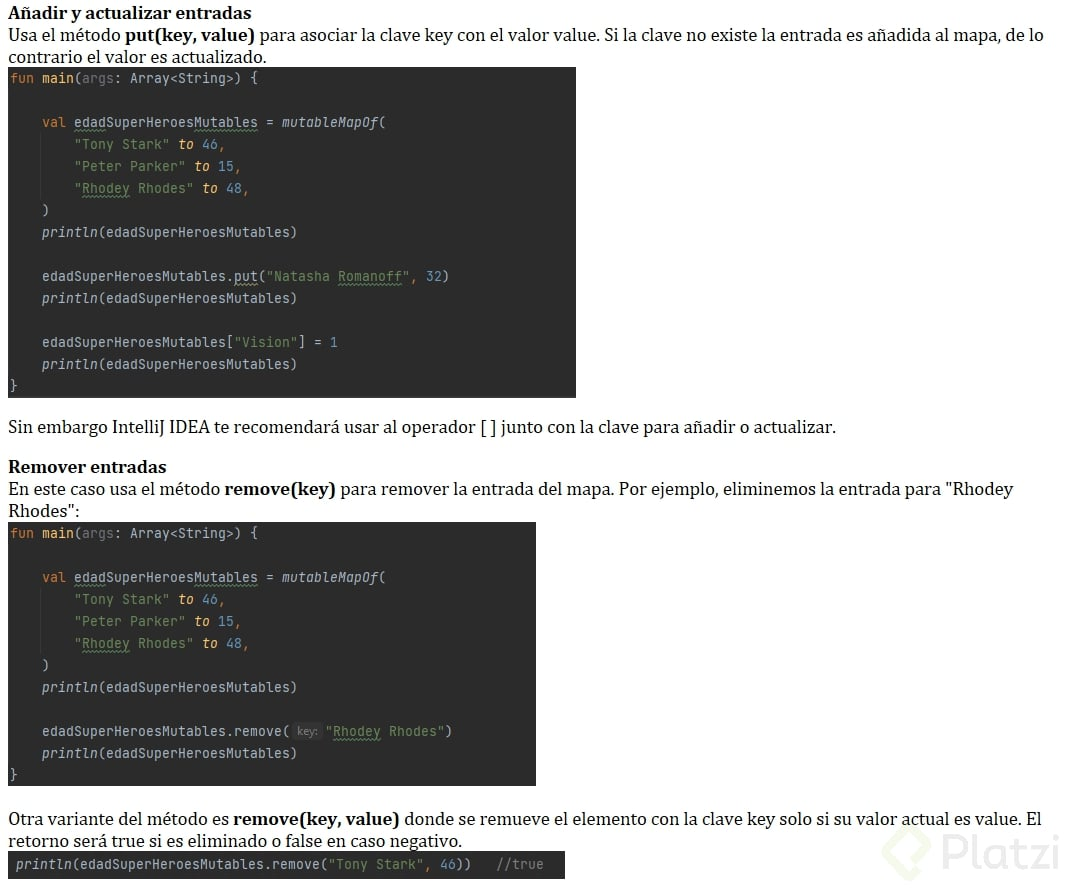 Añadir y actualizar entradas
Usa el método put(key, value) para asociar la clave key con el valor value. Si la clave no existe la entrada es añadida al mapa, de lo
contrario el valor es actualizado.
fun main(args: Array<String>) {
val edadSuperHeroesMutables = mutableMapOf(
"Tony Stark" to 46,
"Peter Parker" to 15,
"Rhodey Rhodes" to 48,
)
println(edadSuperHeroesMutables)
edadSuperHeroesMutables.put("Natasha Romanoff", 32)
println(edadSuperHeroesMutables)
edadSuperHeroesMutables["Vision"] = 1
println(edadSuperHeroesMutables)
}
Sin embargo IntelliJ IDEA te recomendará usar al operador [ ] junto con la clave para añadir o actualizar.
Remover entradas
En este caso usa el método remove(key) para remover la entrada del mapa. Por ejemplo, eliminemos la entrada para "Rhodey
Rhodes":
fun main(args: Array<String>) {
val edadSuperHeroesMutables = mutableMapOf(
"Tony Stark" to 46,
"Peter Parker" to 15,
"Rhodey Rhodes" to 48,
)
println(edadSuperHeroesMutables)
edadSuperHeroesMutables.remove( key: "Rhodey Rhodes")
println(edadSuperHeroesMutables)
}
Otra variante del método es remove(key, value) donde se remueve el elemento con la clave key solo si su valor actual es value. El
retorno será true si es eliminado o false en caso negativo.
println(edadSuperHeroesMutables.remove("Tony Stark", 46)) //true
Platzi